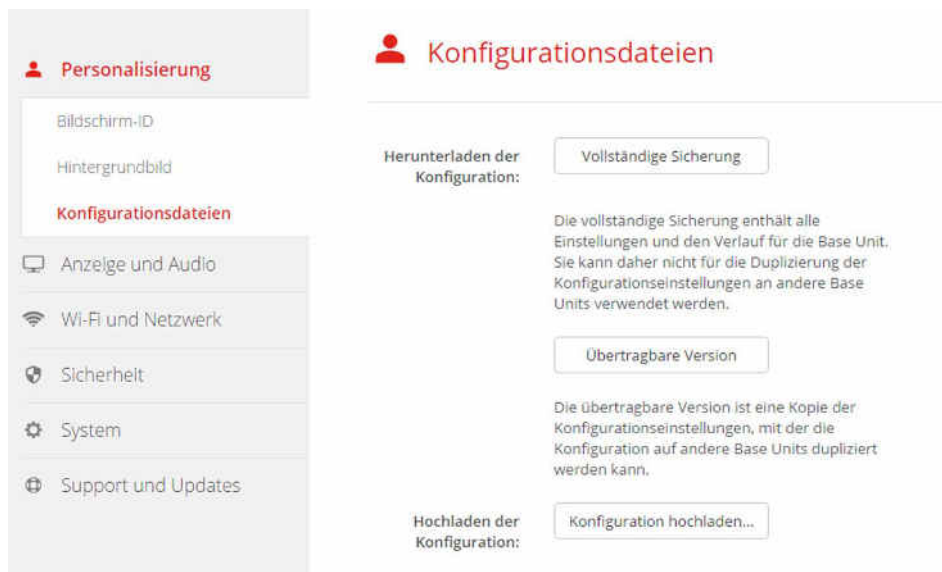 Personalisierung
Bildschirm-ID
Hintergrundbild
Konfigurationsdateien
Anzeige und Audio
Wi-Fi und Netzwerk
Sicherheit
System
Support und Updates
Konfigurationsdateien
Herunterladen der
Konfiguration:
Vollständige Sicherung
Die vollständige Sicherung enthält alle
Einstellungen und den Verlauf für die Base Unit.
Sie kann daher nicht für die Duplizierung der
Konfigurationseinstellungen an andere Base
Units verwendet werden.
Übertragbare Version
Die übertragbare Version ist eine Kopie der
Konfigurationseinstellungen, mit der die
Konfiguration auf andere Base Units dupliziert
werden kann.
Hochladen der
Konfiguration:
Konfiguration hochladen...